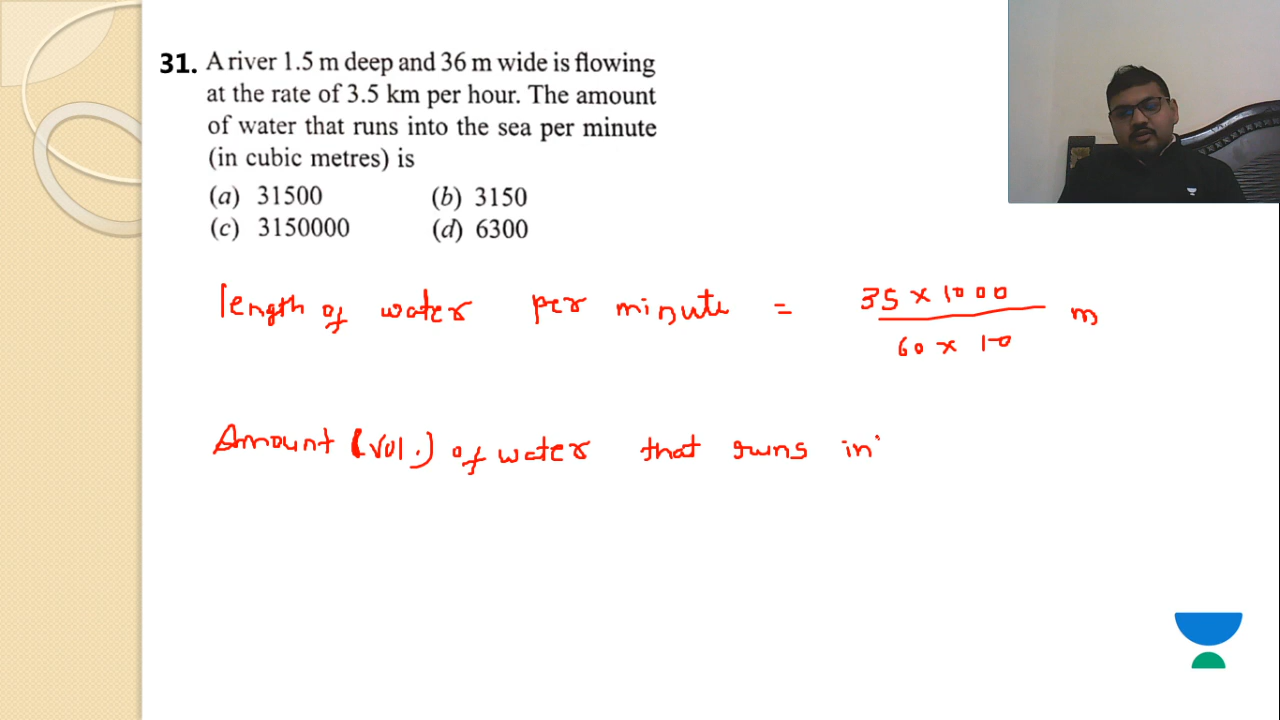 31. A river 1.5 m deep and 36 m wide is flowing
at the rate of 3.5 km per hour. The amount
of water that runs into the sea per minute
(in cubic metres) is
(a) 31500 (b) 3150
(c) 3150000 (d) 6300
length of water per minute = 35 × 1000 / 60 × 10 m
Amount (vol.) of water that runs in